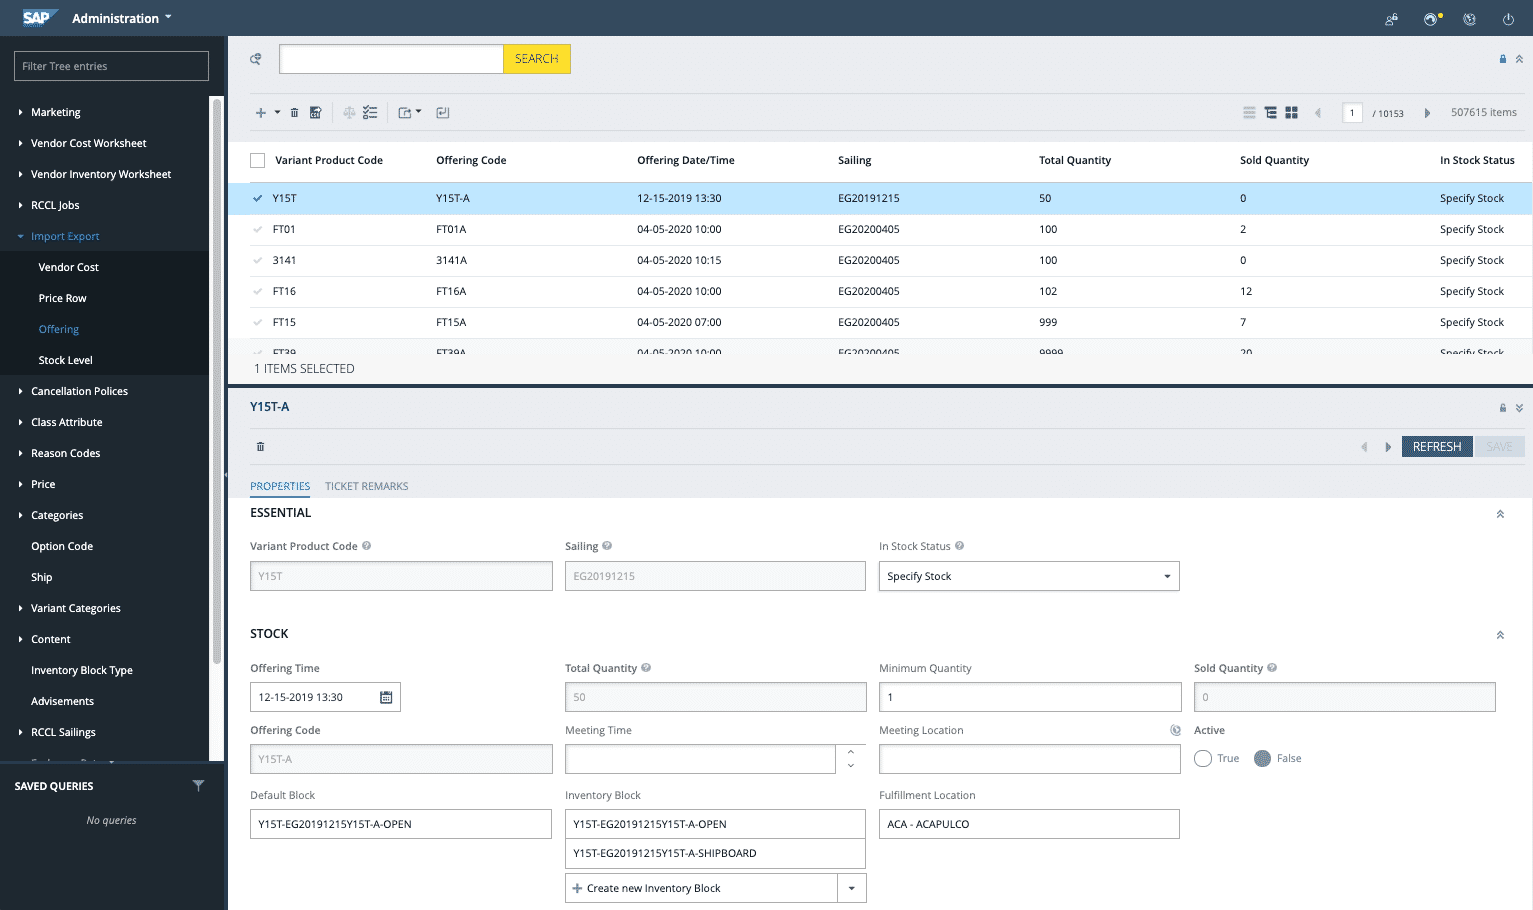 SAP Administration
Filter Tree entries
Marketing
Vendor Cost Worksheet
Vendor Inventory Worksheet
RCCL Jobs
Import Export
Vendor Cost
Price Row
Offering
Stock Level
Cancellation Polices
Class Attribute
Reason Codes
Price
Categories
Option Code
Ship
Variant Categories
Content
Inventory Block Type
Advisements
RCCL Sailings
SAVED QUERIES
No queries
SEARCH
1 / 10153 507615 items
Variant Product Code Offering Code Offering Date/Time Sailing Total Quantity Sold Quantity In Stock Status
Y15T Y15T-A 12-15-2019 13:30 EG20191215 50 0 Specify Stock
FT01 FT01A 04-05-2020 10:00 EG20200405 100 2 Specify Stock
3141 3141A 04-05-2020 10:15 EG20200405 100 0 Specify Stock
FT16 FT16A 04-05-2020 10:00 EG20200405 102 12 Specify Stock
FT15 FT15A 04-05-2020 07:00 EG20200405 999 7 Specify Stock
FT39 FT39A 04-05-2020 10:00 EG20200405 9999 20 Specify Stock
1 ITEMS SELECTED
Y15T-A
REFRESH SAVE
PROPERTIES TICKET REMARKS
ESSENTIAL
Variant Product Code Sailing In Stock Status
Y15T EG20191215 Specify Stock
STOCK
Offering Time Total Quantity Minimum Quantity Sold Quantity
12-15-2019 13:30 50 1 0
Offering Code Meeting Time Meeting Location Active
Y15T-A True False
Default Block Inventory Block Fulfillment Location
Y15T-EG20191215Y15T-A-OPEN Y15T-EG20191215Y15T-A-OPEN ACA - ACAPULCO
Y15T-EG20191215Y15T-A-SHIPBOARD
Create new Inventory Block